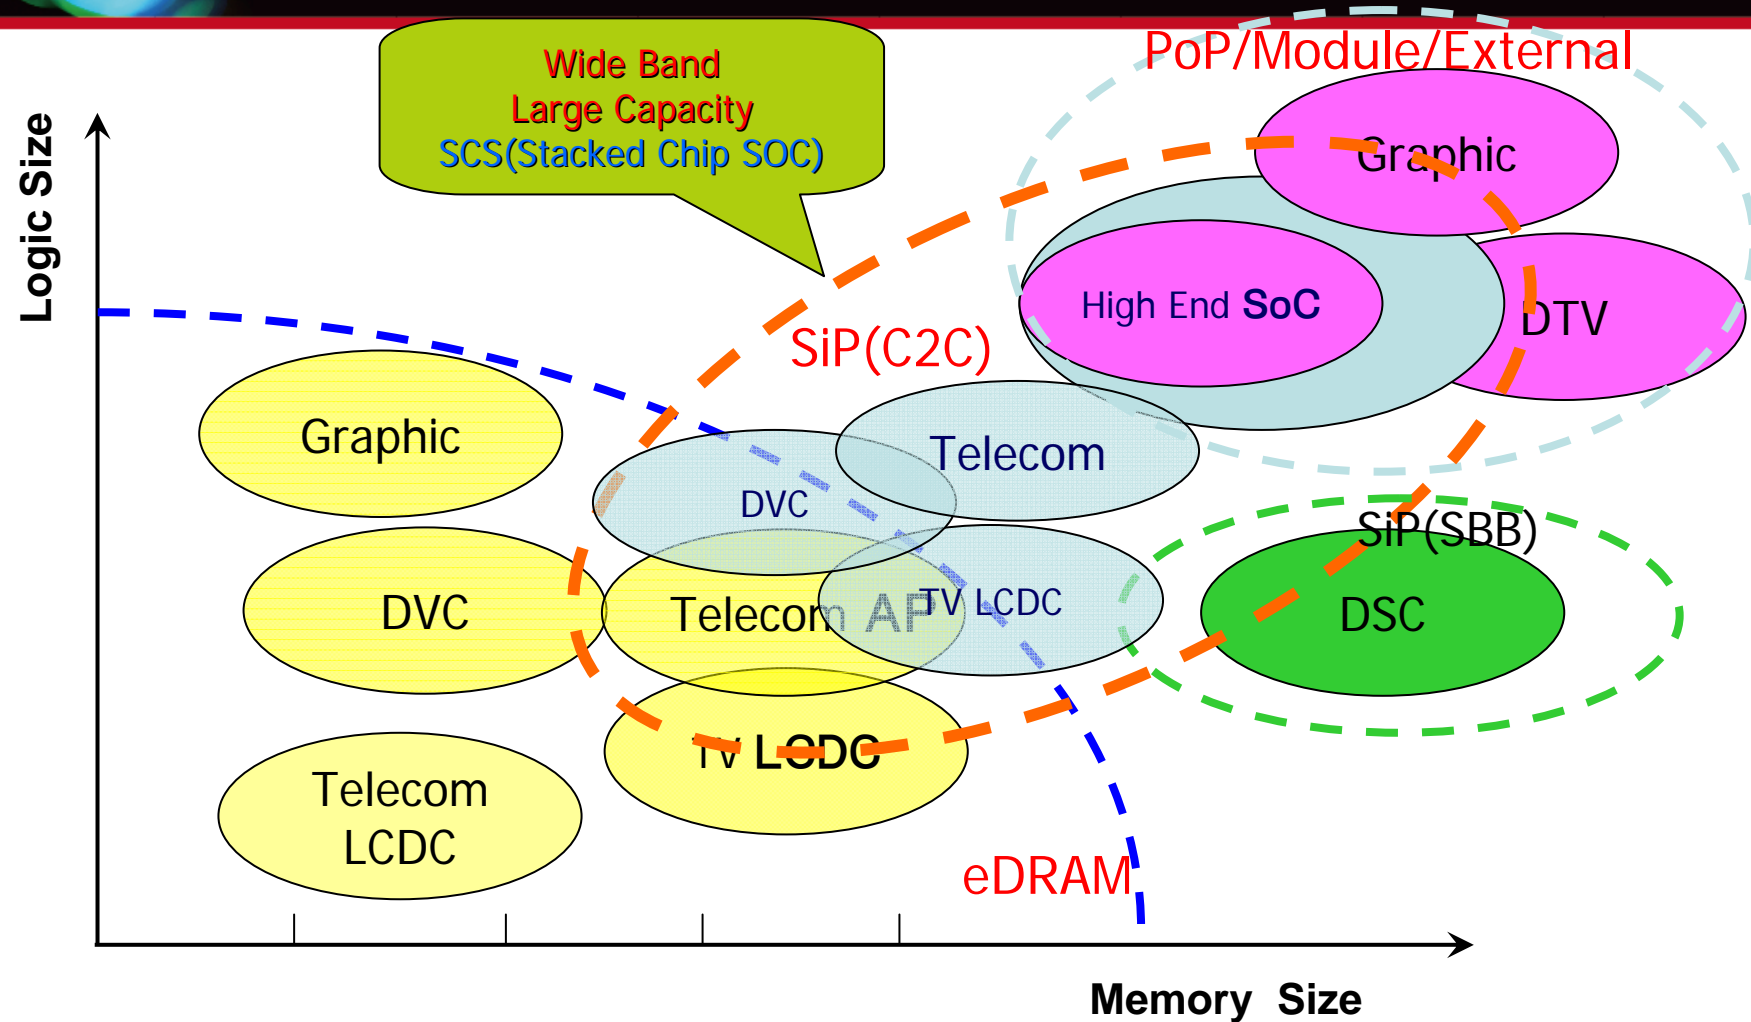 Wide Band
Large Capacity
SCS(Stacked Chip SOC)
PoP/Module/External
Logic Size
Graphic
High End SoC
DTV
SiP(C2C)
Graphic
Telecom
DVC
SiP(SBB)
DVC
Telecom AP
TV LCDC
DSC
TV LCDC
Telecom
LCDC
eDRAM
Memory Size